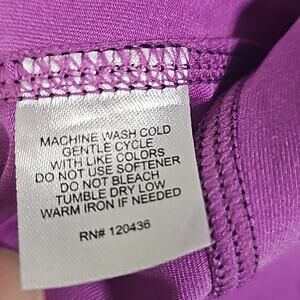 MACHINE WASH COLD
GENTLE CYCLE
WITH LIKE COLORS
DO NOT USE SOFTENER
DO NOT BLEACH
TUMBLE DRY LOW
WARM IRON IF NEEDED
RN# 120436